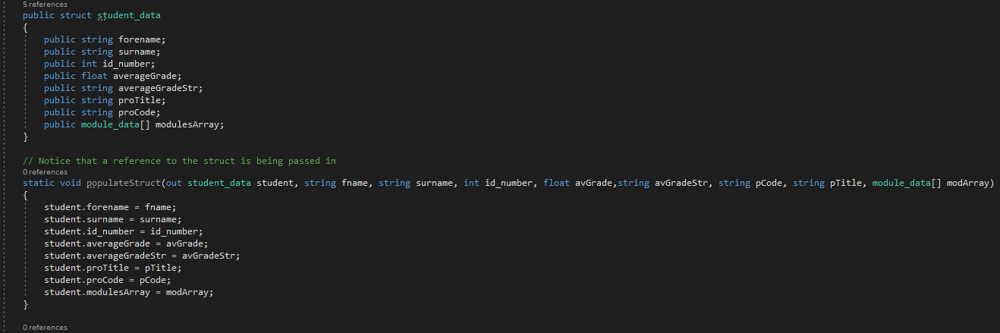 5 references
public struct student_data
{
public string forename;
public string surname;
public int id_number;
public float averageGrade;
public string averageGradeStr;
public string proTitle;
public string proCode;
public module_data[] modulesArray;
}
// Notice that a reference to the struct is being passed in
0 references
static void populateStruct(out student_data student, string fname, string surname, int id_number, float avGrade,string avGradeStr, string pCode, string pTitle, module_data[] modArray)
{
student.forename = fname;
student.surname = surname;
student.id_number = id_number;
student.averageGrade = avGrade;
student.averageGradeStr = avGradeStr;
student.proTitle = pTitle;
student.proCode = pCode;
student.modulesArray = modArray;
}
0 references